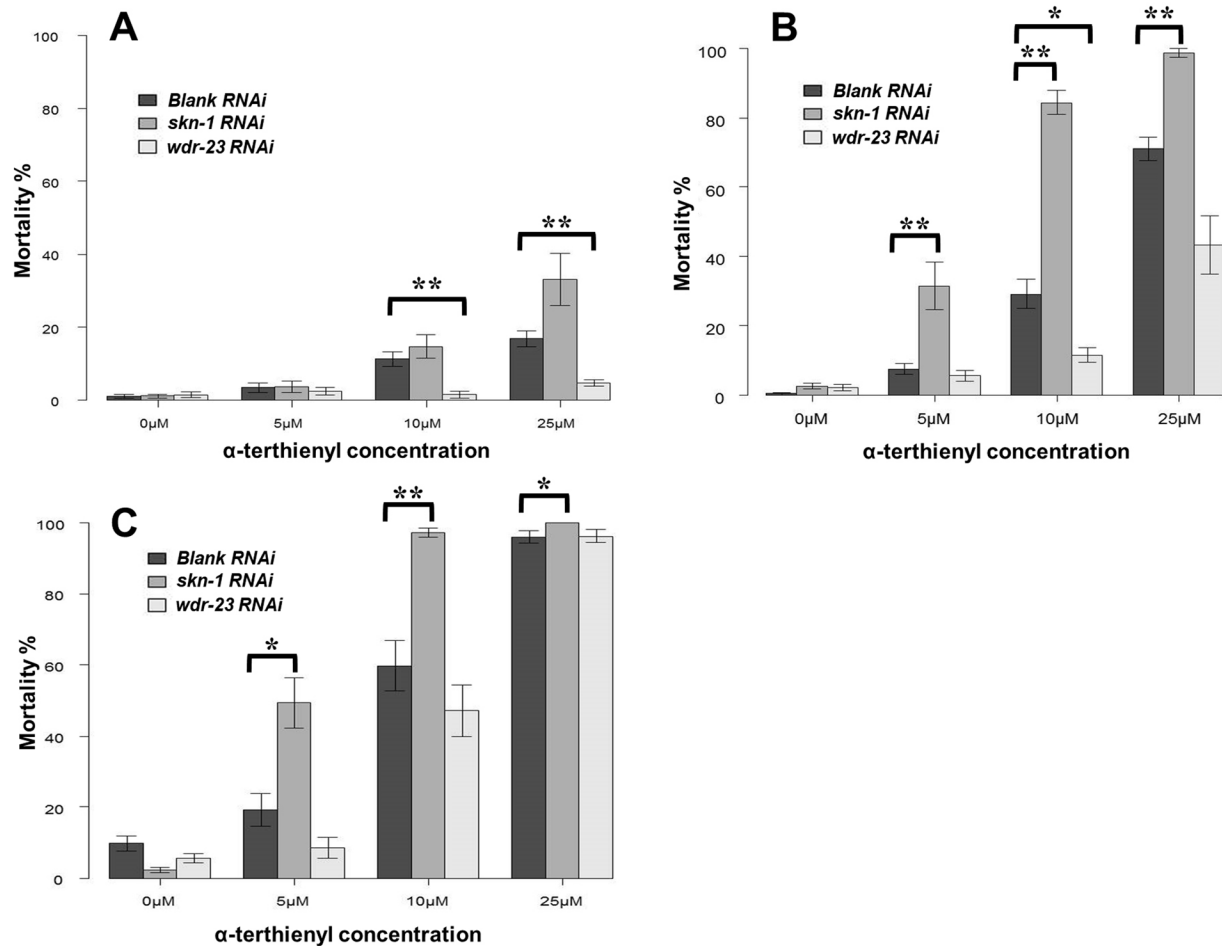 A
100
80
60
40
20
0
Mortality %
Blank RNAi
skn-1 RNAi
wdr-23 RNAi
**
**
0µM 5µM 10µM 25µM
α-terthienyl concentration
B
100
80
60
40
20
0
Mortality %
Blank RNAi
skn-1 RNAi
wdr-23 RNAi
**
*
**
**
0µM 5µM 10µM 25µM
α-terthienyl concentration
C
100
80
60
40
20
0
Mortality %
Blank RNAi
skn-1 RNAi
wdr-23 RNAi
*
**
*
0µM 5µM 10µM 25µM
α-terthienyl concentration